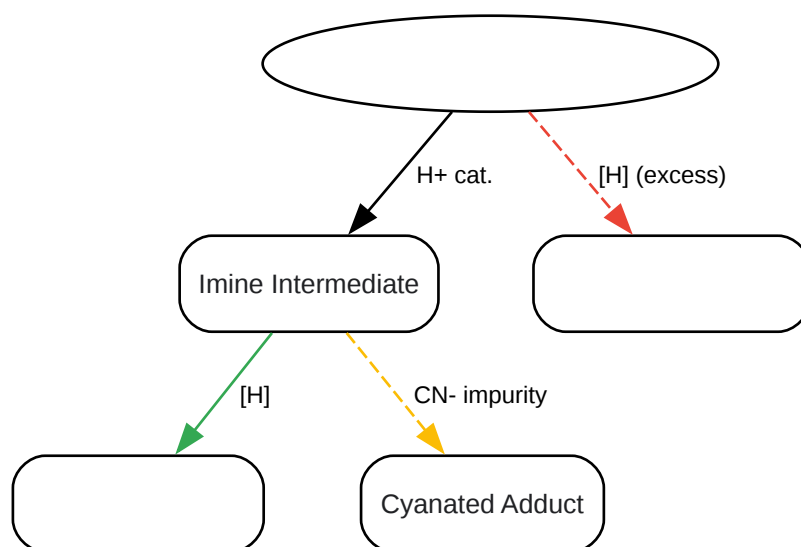 H+ cat.
[H] (excess)
Imine Intermediate
[H]
CN- impurity
Cyanated Adduct